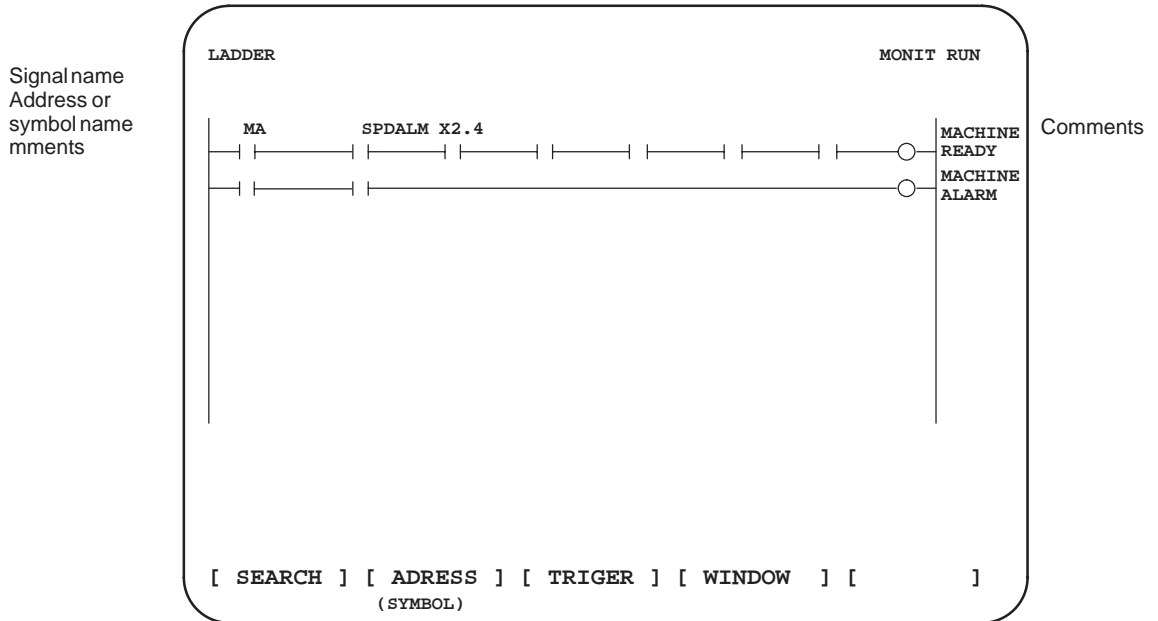 LADDER MONIT RUN
Signal name
Address or
symbol name
mments
MA SPDALM X2.4
MACHINE
READY
MACHINE
ALARM
Comments
[ SEARCH ] [ ADRESS ] [ TRIGER ] [ WINDOW ] [ ]
(SYMBOL)